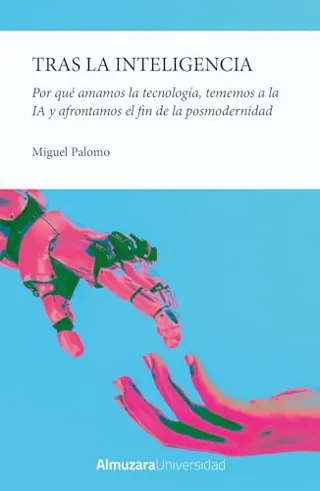 TRAS LA INTELIGENCIA
Por qué amamos la tecnología, tememos a la
IA y afrontamos el fin de la posmodernidad
Miguel Palomo
AlmuzaraUniversidad